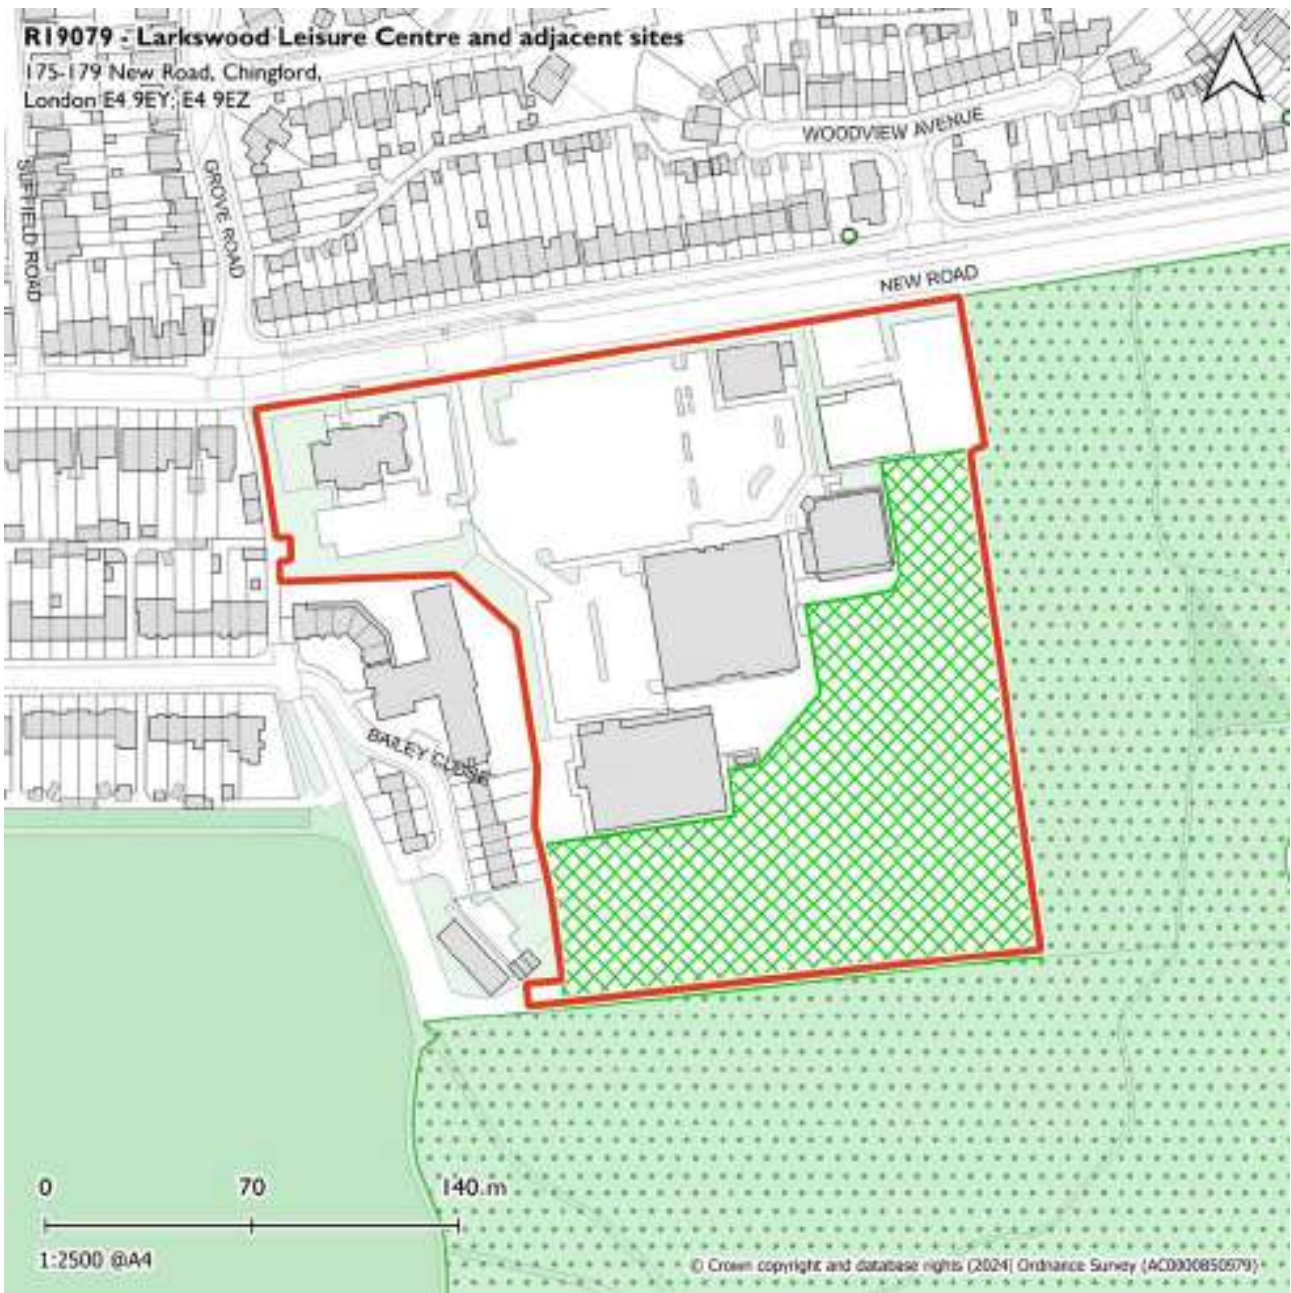 R19079 - Larkswood Leisure Centre and adjacent sites
175-179 New Road, Chingford,
London E4 9EY; E4 9EZ
WOODVIEW AVENUE
GROVE ROAD
SUFFIELD ROAD
NEW ROAD
BAILEY CLOSE
0 70 140 m
1:2500 @A4
© Crown copyright and database rights (2024) Ordnance Survey (AC0000850979)